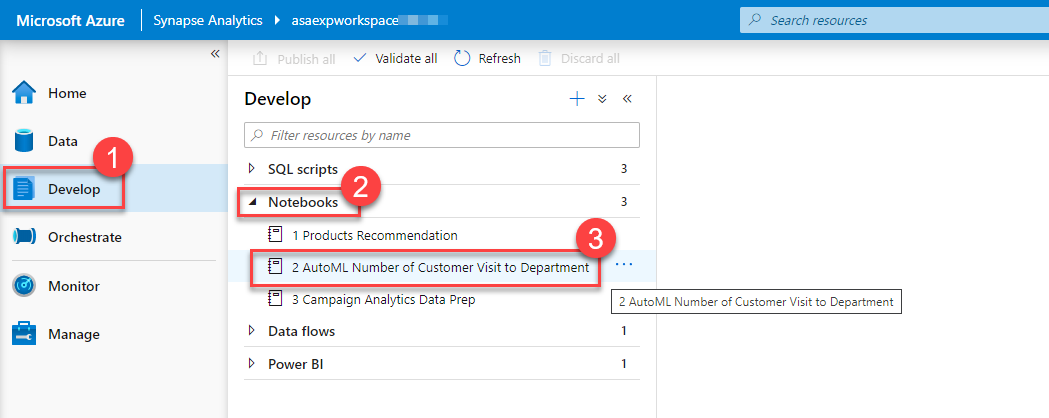 Microsoft Azure Synapse Analytics asaexpworkspace Search resources
Publish all Validate all Refresh Discard all
Home
Data
Develop
Orchestrate
Monitor
Manage
1
Develop
Filter resources by name
SQL scripts 3
Notebooks 3
2
1 Products Recommendation
3
2 AutoML Number of Customer Visit to Department
2 AutoML Number of Customer Visit to Department
3 Campaign Analytics Data Prep
Data flows 1
Power BI 1